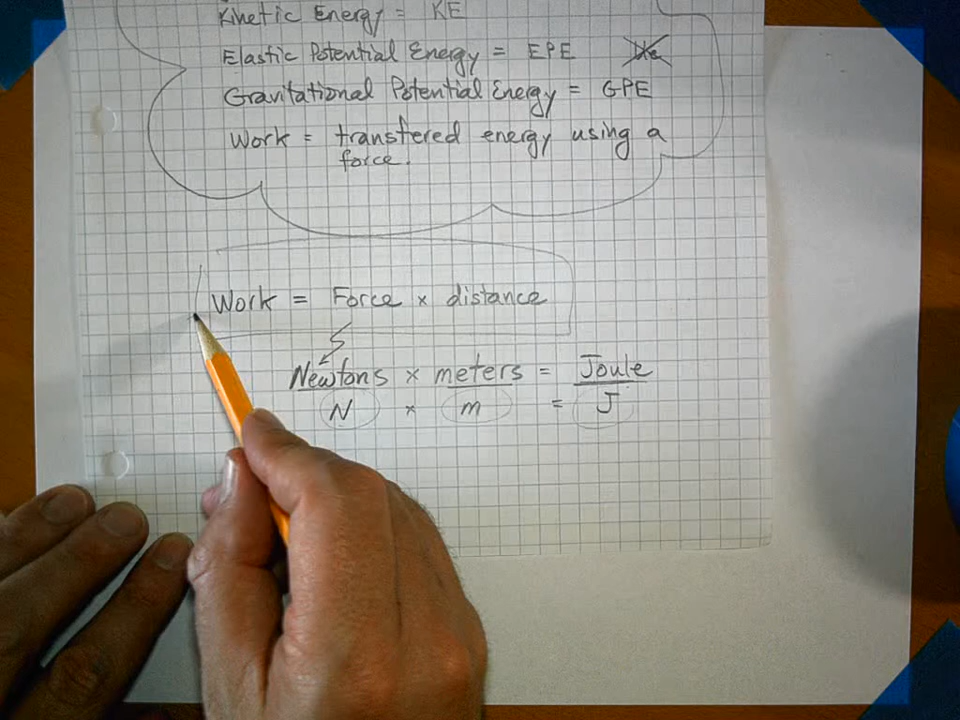 Kinetic Energy = KE
Elastic Potential Energy = EPE
Gravitational Potential Energy = GPE
Work = transfered energy using a
force.
Work = Force × distance
Newtons × meters = Joule
N × m = J